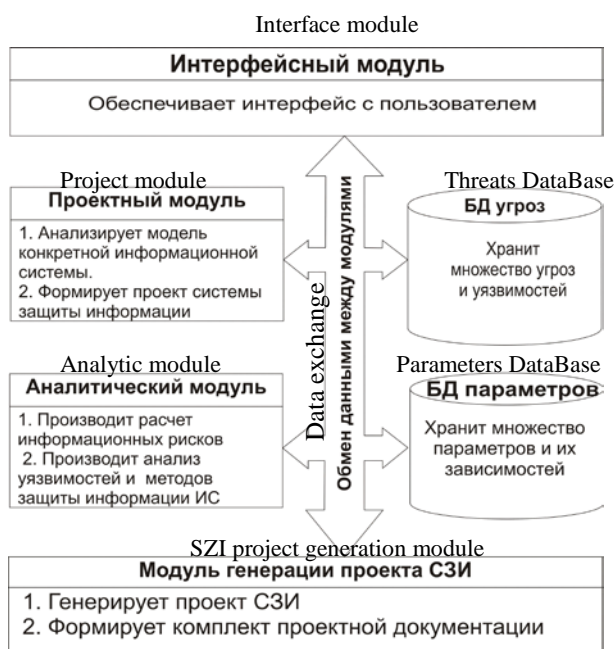 Interface module
Интерфейсный модуль
Обеспечивает интерфейс с пользователем
Project module
Проектный модуль
1. Анализирует модель
конкретной информационной
системы.
2. Формирует проект системы
защиты информации
Threats DataBase
БД угроз
Хранит
множество угроз
и уязвимостей
Data exchange
Обмен данными между модулями
Analytic module
Аналитический модуль
1. Производит расчет
информационных рисков
2. Производит анализ
уязвимостей и методов
защиты информации ИС
Parameters DataBase
БД параметров
Хранит множество
параметров и их
зависимостей
SZI project generation module
Модуль генерации проекта СЗИ
1. Генерирует проект СЗИ
2. Формирует комплект проектной документации